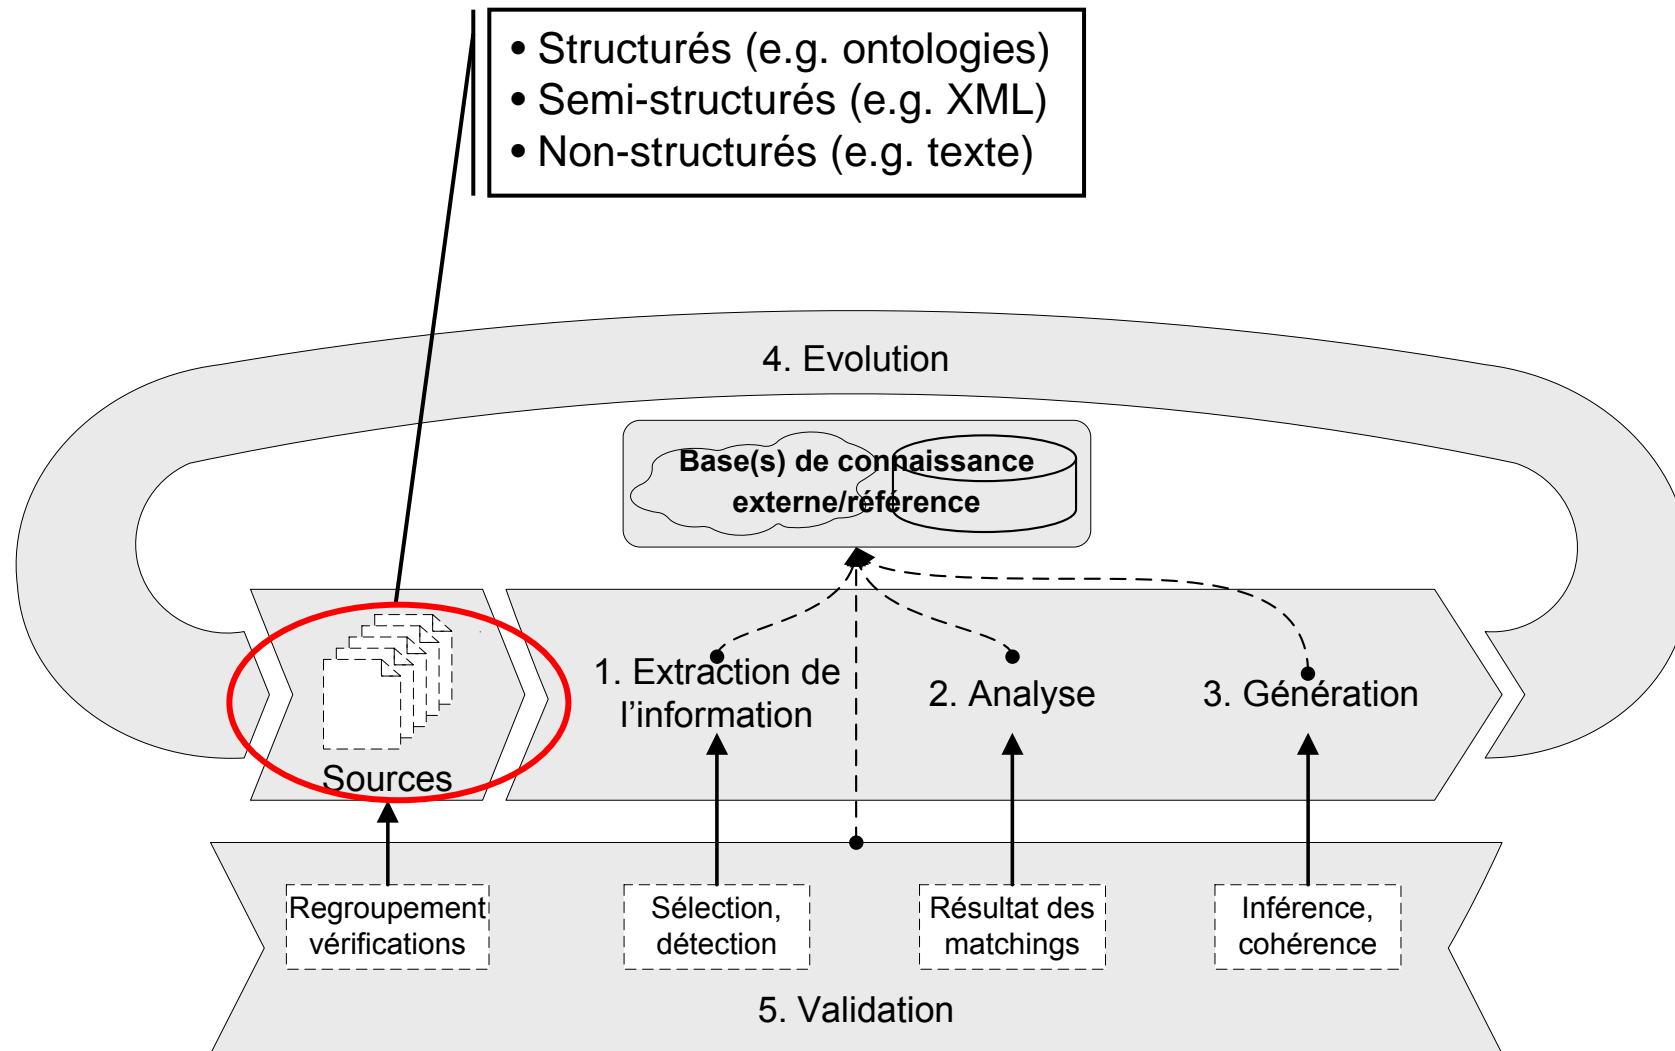 • Structurés (e.g. ontologies)
• Semi-structurés (e.g. XML)
• Non-structurés (e.g. texte)
4. Evolution
Base(s) de connaissance
externe/référence
1. Extraction de
l'information
2. Analyse
3. Génération
Sources
Regroupement
vérifications
Sélection,
détection
Résultat des
matchings
Inférence,
cohérence
5. Validation